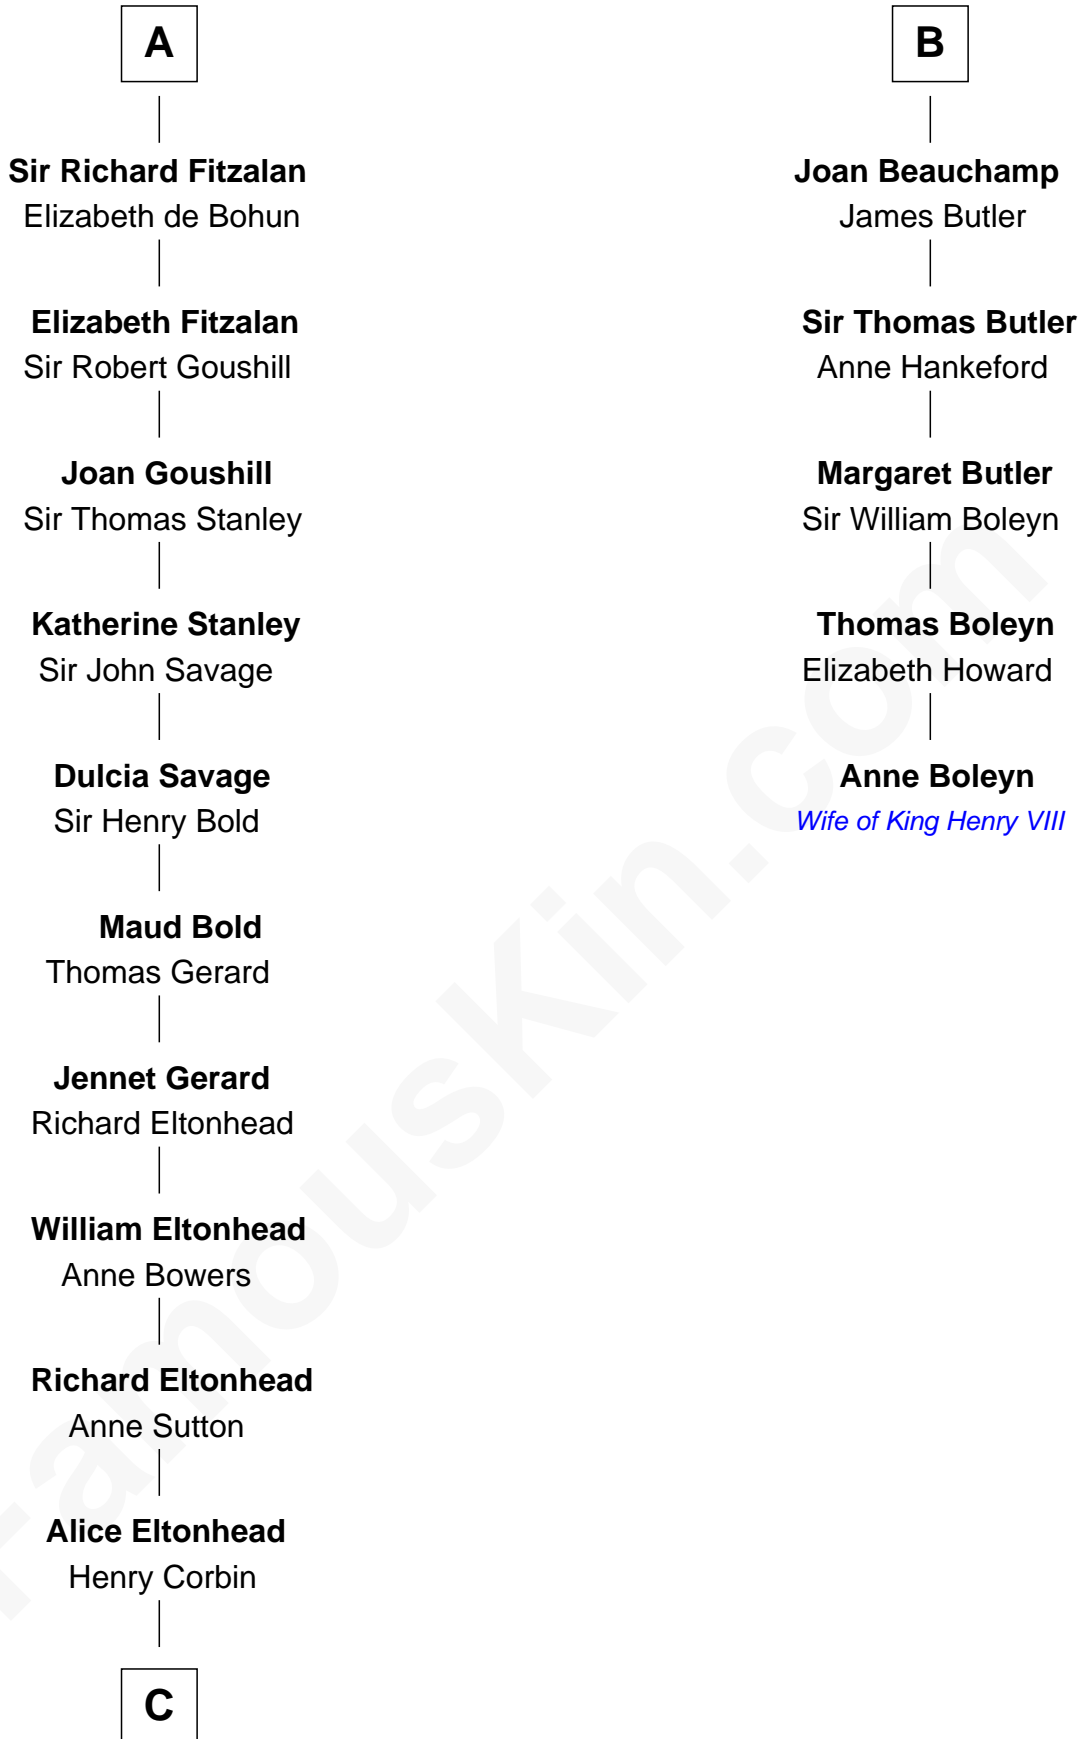 A
Sir Richard Fitzalan
Elizabeth de Bohun
Elizabeth Fitzalan
Sir Robert Goushill
Joan Goushill
Sir Thomas Stanley
Katherine Stanley
Sir John Savage
Dulcia Savage
Sir Henry Bold
Maud Bold
Thomas Gerard
Jennet Gerard
Richard Eltonhead
William Eltonhead
Anne Bowers
Richard Eltonhead
Anne Sutton
Alice Eltonhead
Henry Corbin
C
B
Joan Beauchamp
James Butler
Sir Thomas Butler
Anne Hankeford
Margaret Butler
Sir William Boleyn
Thomas Boleyn
Elizabeth Howard
Anne Boleyn
Wife of King Henry VIII
FamousKin.com